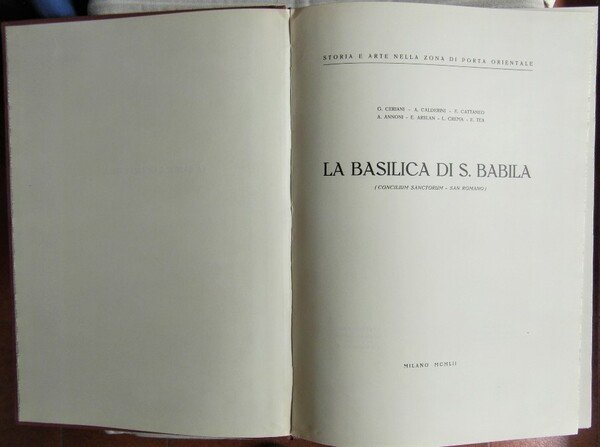 STORIA E ARTE NELLA ZONA DI PORTA ORIENTALE
G. CERIANI - A. CALDERINI - E. CATTANEO
A. ANNONI - E. ARSLAN - L. CREMA - E. TEA
LA BASILICA DI S. BABILA
(CONCILIUM SANCTORUM - SAN ROMANO)
MILANO MCMLII